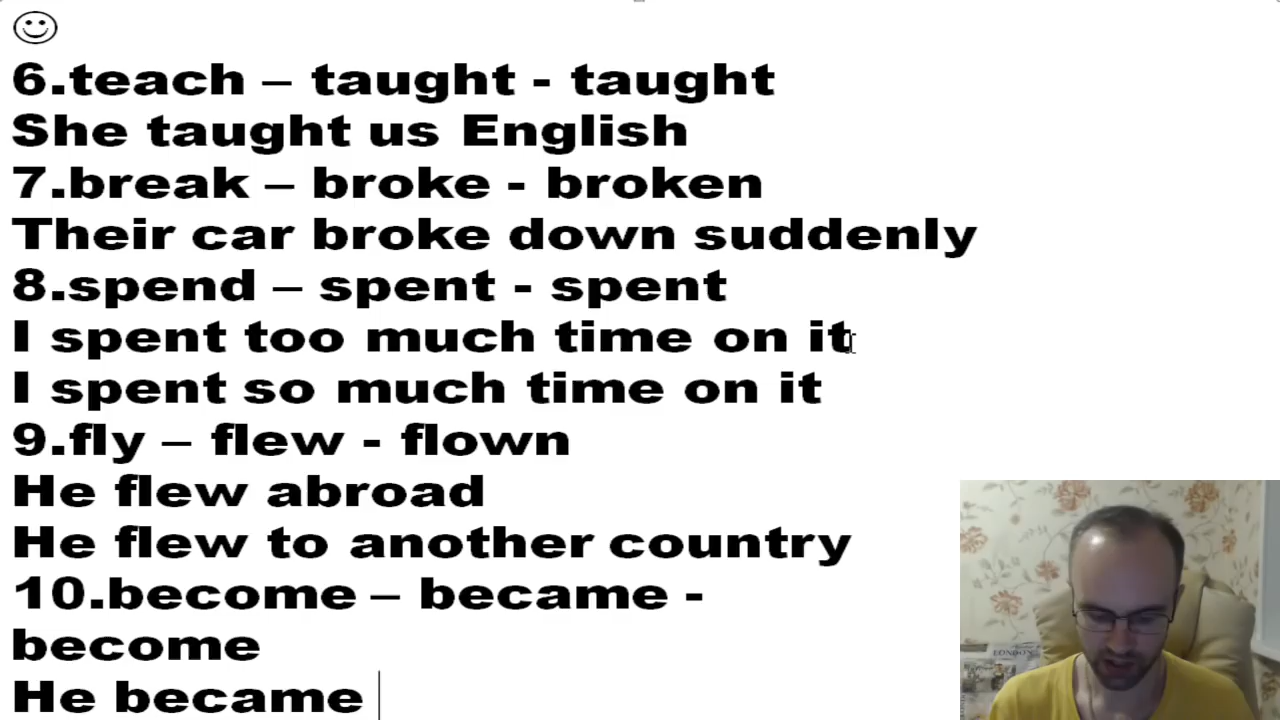 6.teach – taught - taught
She taught us English
7.break – broke - broken
Their car broke down suddenly
8.spend – spent - spent
I spent too much time on it
I spent so much time on it
9.fly – flew - flown
He flew abroad
He flew to another country
10.become – became -
become
He became
LONDON